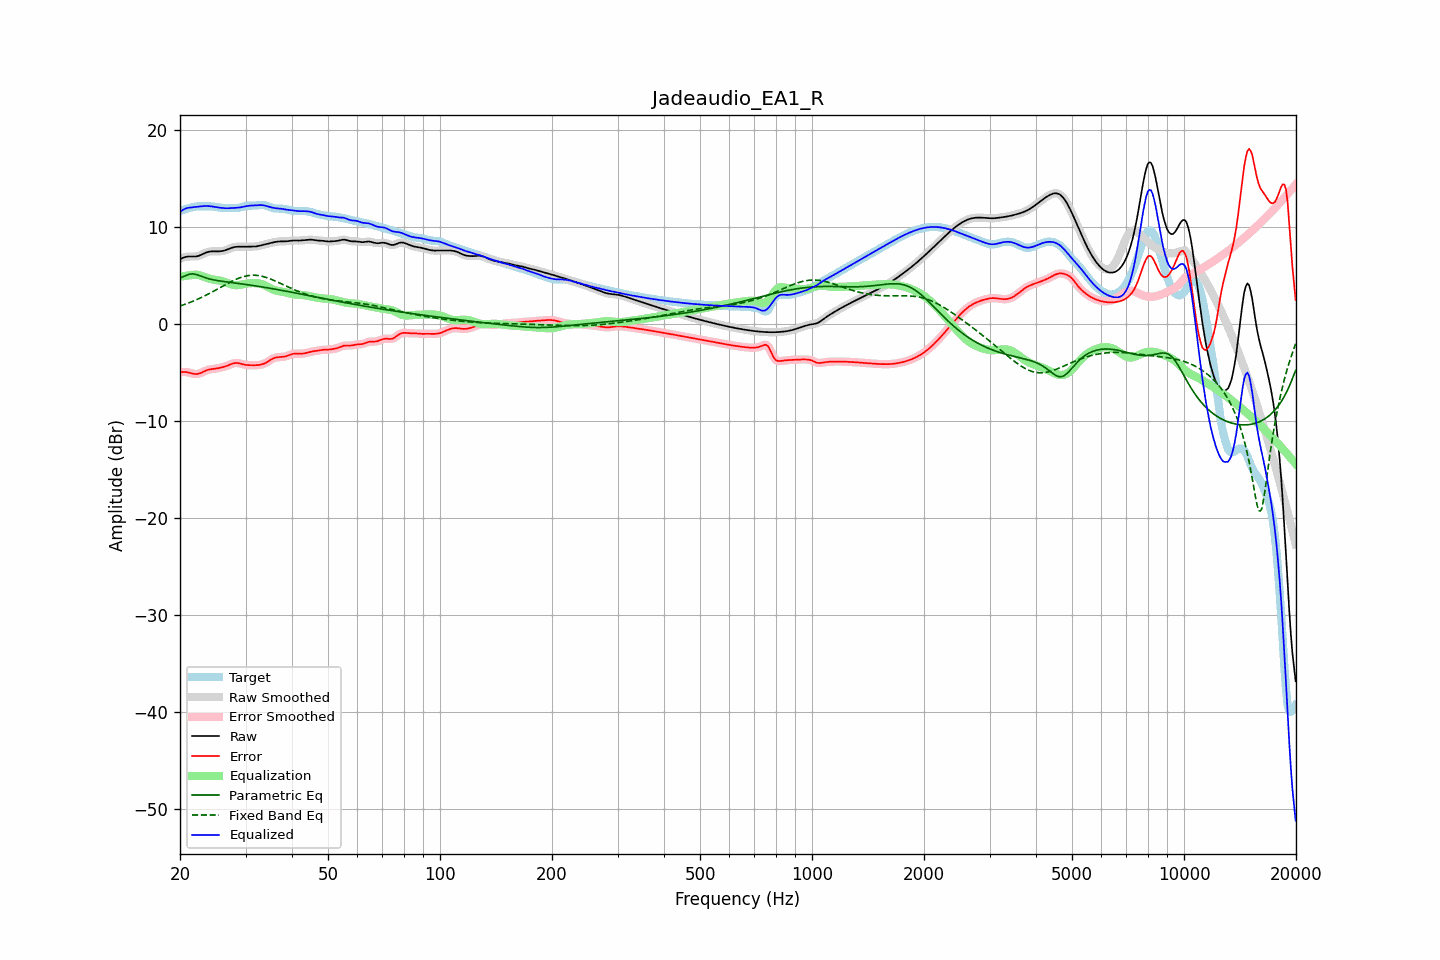 Jadeaudio_EA1_R
Amplitude (dBr)
20
10
0
−10
−20
−30
−40
−50
Target
Raw Smoothed
Error Smoothed
Raw
Error
Equalization
Parametric Eq
Fixed Band Eq
Equalized
20 50 100 200 500 1000 2000 5000 10000 20000
Frequency (Hz)